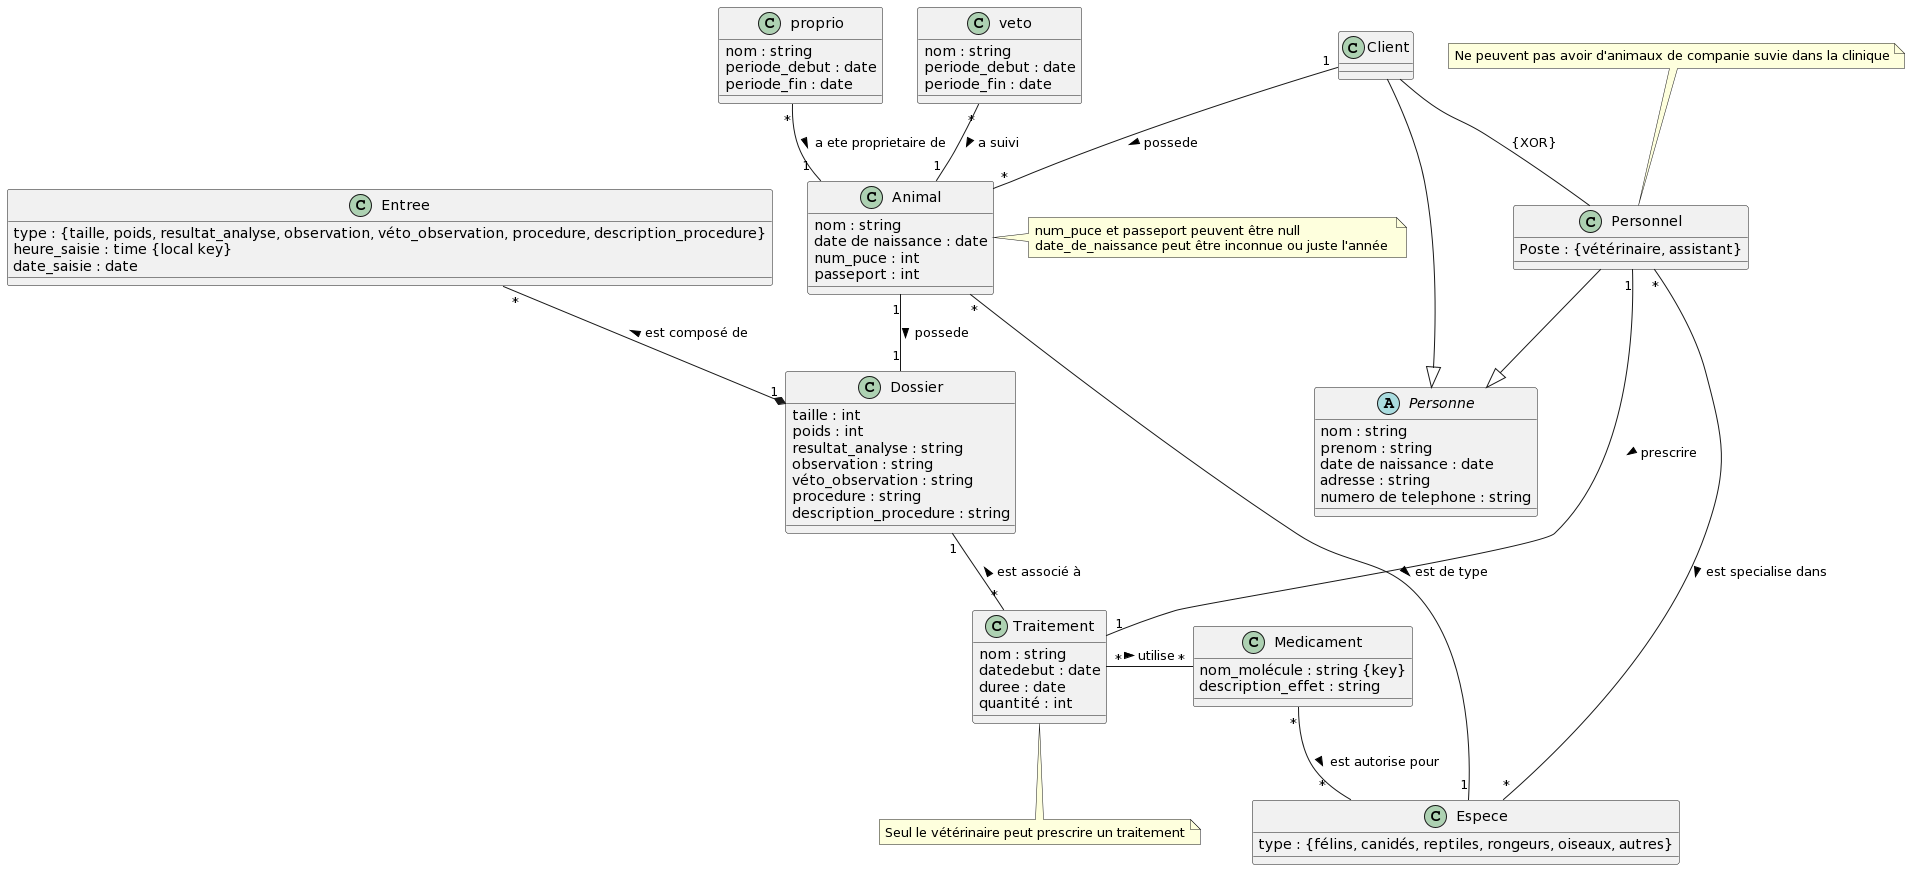 C proprio
nom : string
periode_debut : date
periode_fin : date
C veto
nom : string
periode_debut : date
periode_fin : date
C Client
Ne peuvent pas avoir d'animaux de companie suvie dans la clinique
*
a ete proprietaire de
1
*
a suivi
1
1
possede
*
{XOR}
C Entree
type : {taille, poids, resultat_analyse, observation, véto_observation, procedure, description_procedure}
heure_saisie : time {local key}
date_saisie : date
C Animal
nom : string
date de naissance : date
num_puce : int
passeport : int
num_puce et passeport peuvent être null
date_de_naissance peut être inconnue ou juste l'année
C Personnel
Poste : {vétérinaire, assistant}
*
est composé de
1
1
possede
1
*
est de type
1
1
prescrire
1
*
est specialise dans
*
C Dossier
taille : int
poids : int
resultat_analyse : string
observation : string
véto_observation : string
procedure : string
description_procedure : string
A Personne
nom : string
prenom : string
date de naissance : date
adresse : string
numero de telephone : string
1
est associé à
*
C Traitement
nom : string
datedebut : date
duree : date
quantité : int
* utilise *
C Medicament
nom_molécule : string {key}
description_effet : string
*
est autorise pour
*
Seul le vétérinaire peut prescrire un traitement
C Espece
type : {félins, canidés, reptiles, rongeurs, oiseaux, autres}